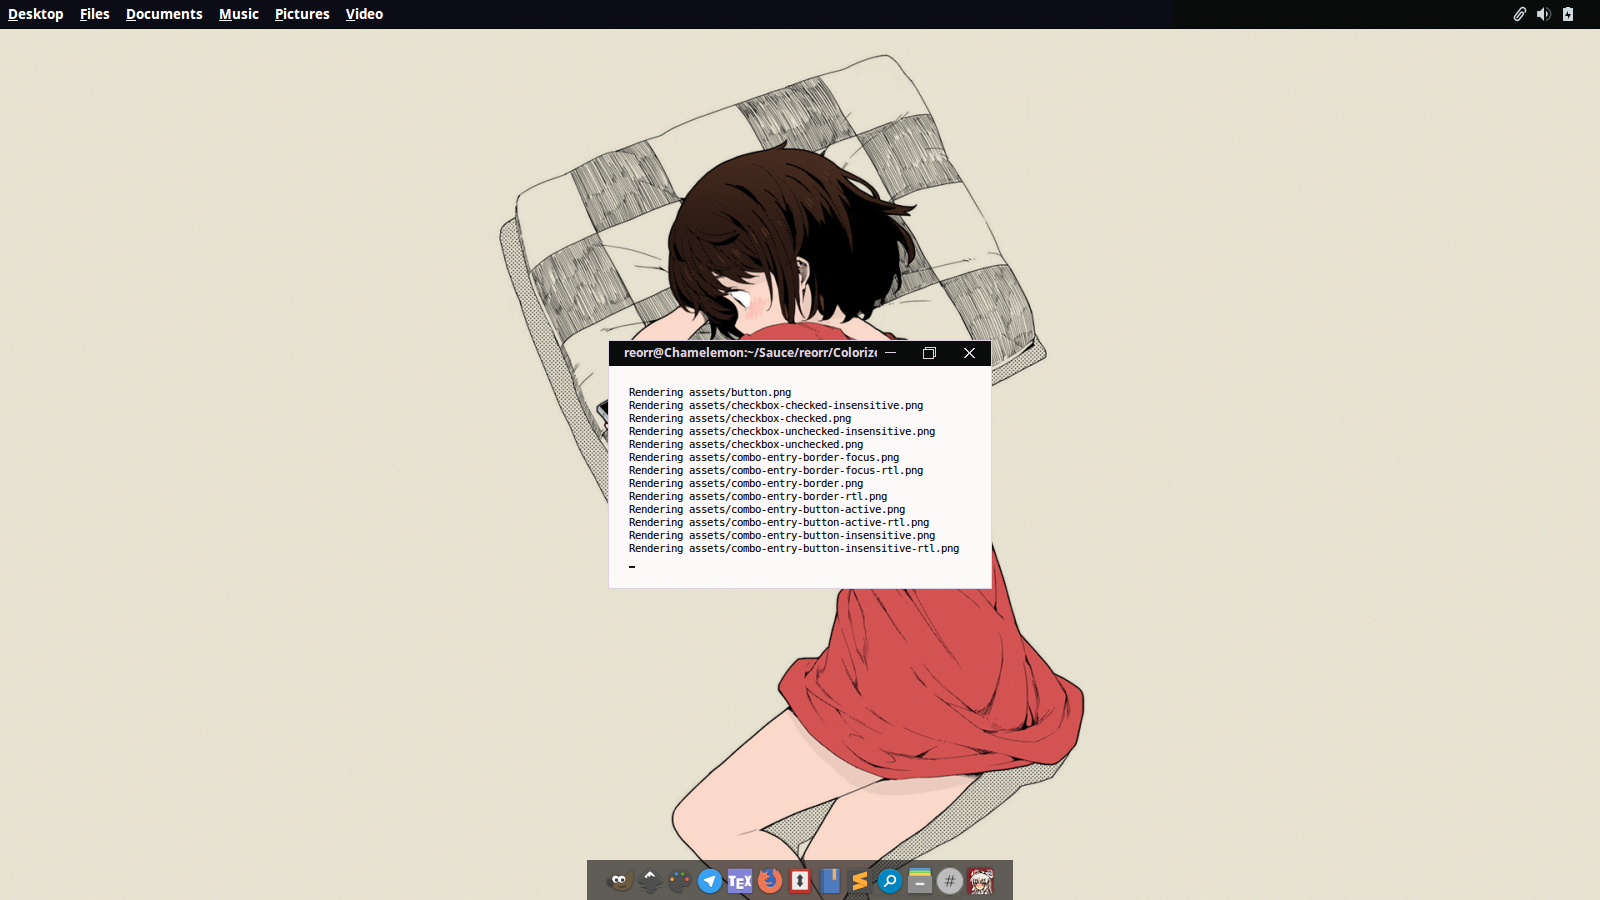 Desktop Files Documents Music Pictures Video
reorr@Chamelemon:~/Sauce/reorr/Colorize
Rendering assets/button.png
Rendering assets/checkbox-checked-insensitive.png
Rendering assets/checkbox-checked.png
Rendering assets/checkbox-unchecked-insensitive.png
Rendering assets/checkbox-unchecked.png
Rendering assets/combo-entry-border-focus.png
Rendering assets/combo-entry-border-focus-rtl.png
Rendering assets/combo-entry-border.png
Rendering assets/combo-entry-border-rtl.png
Rendering assets/combo-entry-button-active.png
Rendering assets/combo-entry-button-active-rtl.png
Rendering assets/combo-entry-button-insensitive.png
Rendering assets/combo-entry-button-insensitive-rtl.png
TEX #